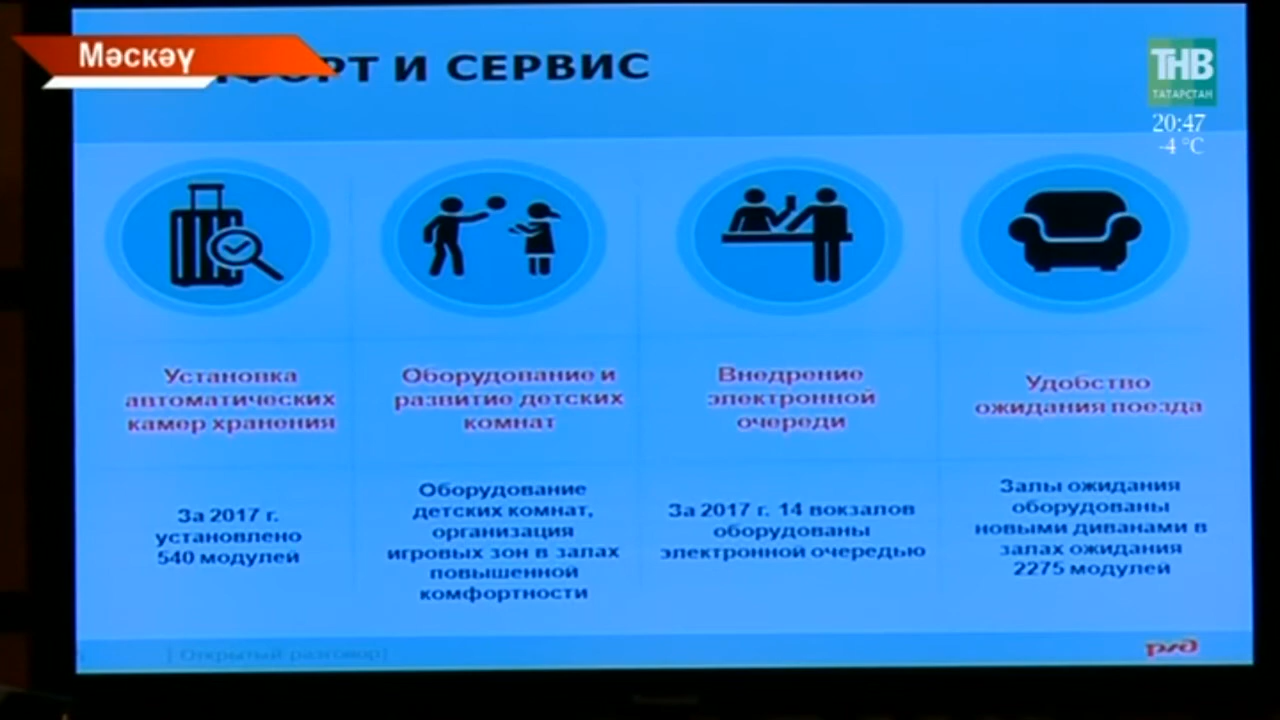 Мәскәү
И СЕРВИС
ТНВ
ТАТАРСТАН
20:47
-4 °C
Установка
автоматических
камер хранения
Оборудование и
развитие детских
комнат
Внедрение
электронной
очереди
Удобство
ожидания поезда
За 2017 г.
установлено
540 модулей
Оборудование
детских комнат,
организация
игровых зон в залах
повышенной
комфортности
За 2017 г. 14 вокзалов
оборудованы
электронной очередью
Залы ожидания
оборудованы
новыми диванами в
залах ожидания
2275 модулей
| Открытый разговор|
ржд